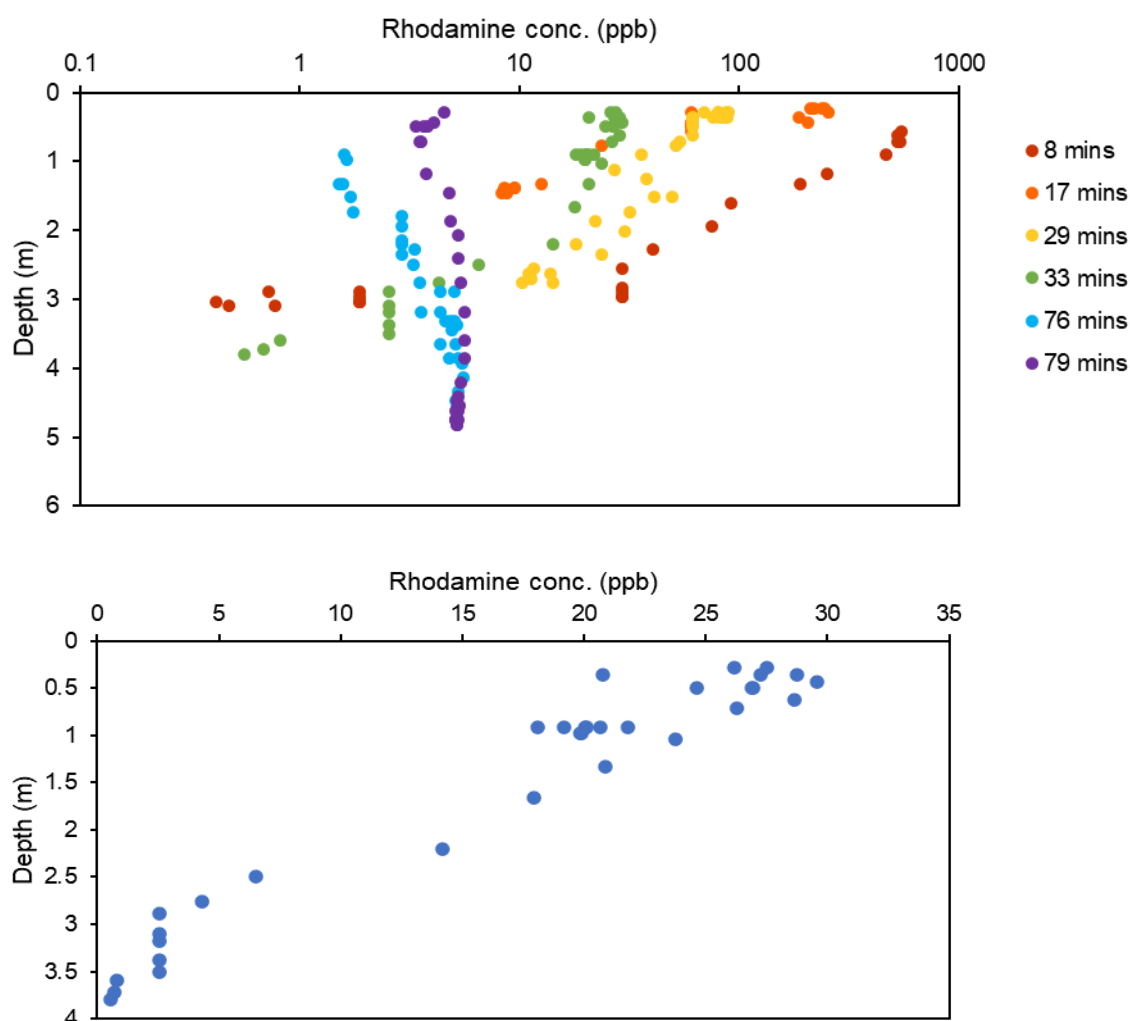 Rhodamine conc. (ppb)
0.1 1 10 100 1000
0
1
2
3
4
5
6
Depth (m)
8 mins
17 mins
29 mins
33 mins
76 mins
79 mins
Rhodamine conc. (ppb)
0 5 10 15 20 25 30 35
0
0.5
1
1.5
2
2.5
3
3.5
4
Depth (m)